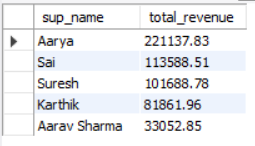 sup_name total_revenue
Aarya 221137.83
Sai 113588.51
Suresh 101688.78
Karthik 81861.96
Aarav Sharma 33052.85